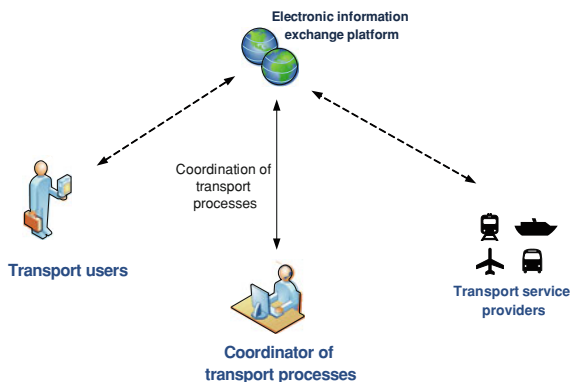 Electronic information
exchange platform
Coordination of
transport
processes
Transport users
Transport service
providers
Coordinator of
transport processes